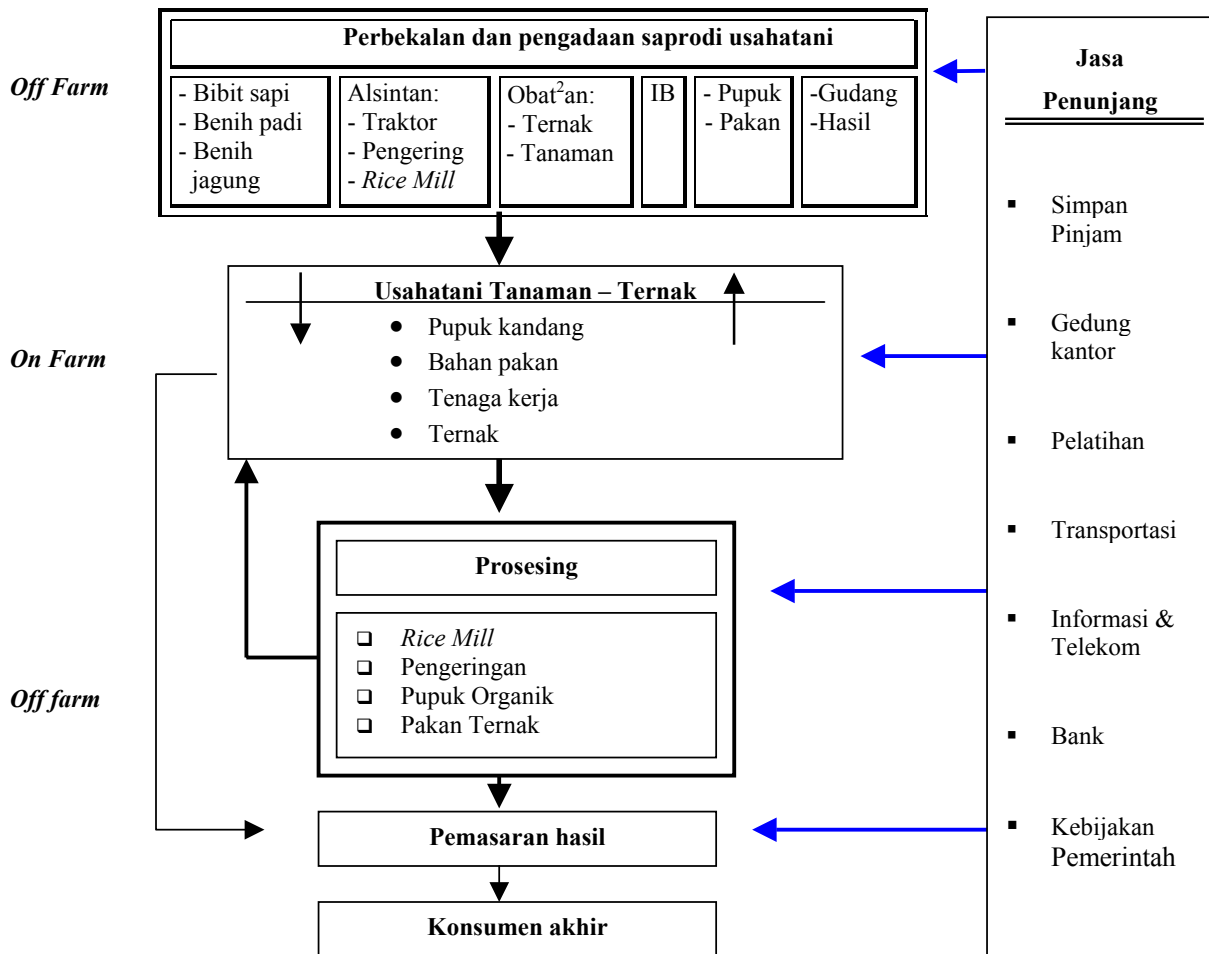 Perbekalan dan pengadaan saprodi usahatani
Off Farm
- Bibit sapi
- Benih padi
- Benih
jagung
Alsintan:
- Traktor
- Pengering
- Rice Mill
Obat²an:
- Ternak
- Tanaman
IB
- Pupuk
- Pakan
-Gudang
-Hasil
Usahatani Tanaman – Ternak
On Farm
● Pupuk kandang
● Bahan pakan
● Tenaga kerja
● Ternak
Prosesing
Off farm
❑ Rice Mill
❑ Pengeringan
❑ Pupuk Organik
❑ Pakan Ternak
Pemasaran hasil
Konsumen akhir
Jasa
Penunjang
▪ Simpan
Pinjam
▪ Gedung
kantor
▪ Pelatihan
▪ Transportasi
▪ Informasi &
Telekom
▪ Bank
▪ Kebijakan
Pemerintah